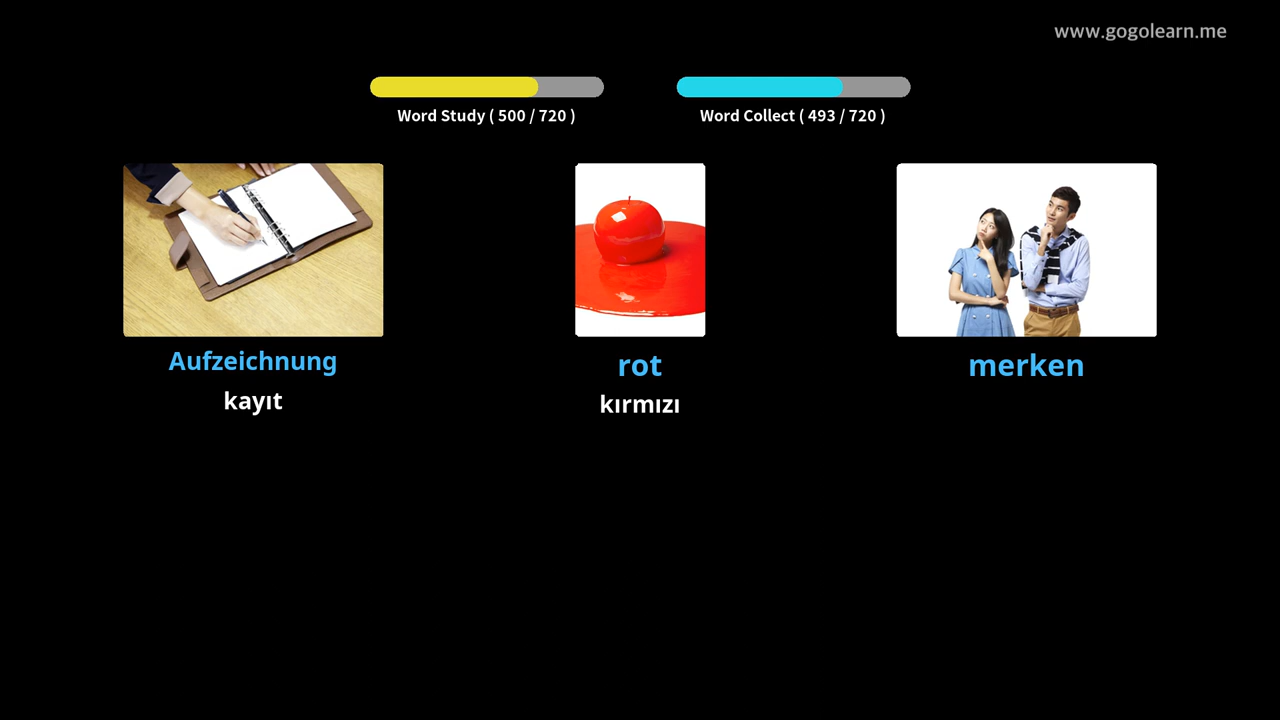 www.gogolearn.me
Word Study ( 500 / 720 )
Word Collect ( 493 / 720 )
Aufzeichnung
kayıt
rot
kırmızı
merken